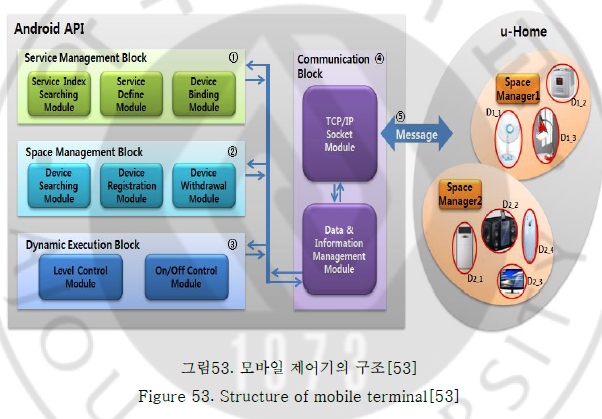 Android API
Service Management Block ①
Service Index
Searching
Module
Service
Define
Module
Device
Binding
Module
Space Management Block ②
Device
Searching
Module
Device
Registration
Module
Device
Withdrawal
Module
Dynamic Execution Block ③
Level Control
Module
On/Off Control
Module
Communication ④
Block
TCP/IP
Socket
Module
Data &
Information
Management
Module
⑤
Message
u-Home
Space
Manager1
D1_1
D1_2
D1_3
Space
Manager2
D2_1
D2_2
D2_3
D2_4
그림53. 모바일 제어기의 구조[53]
Figure 53. Structure of mobile terminal[53]
1873